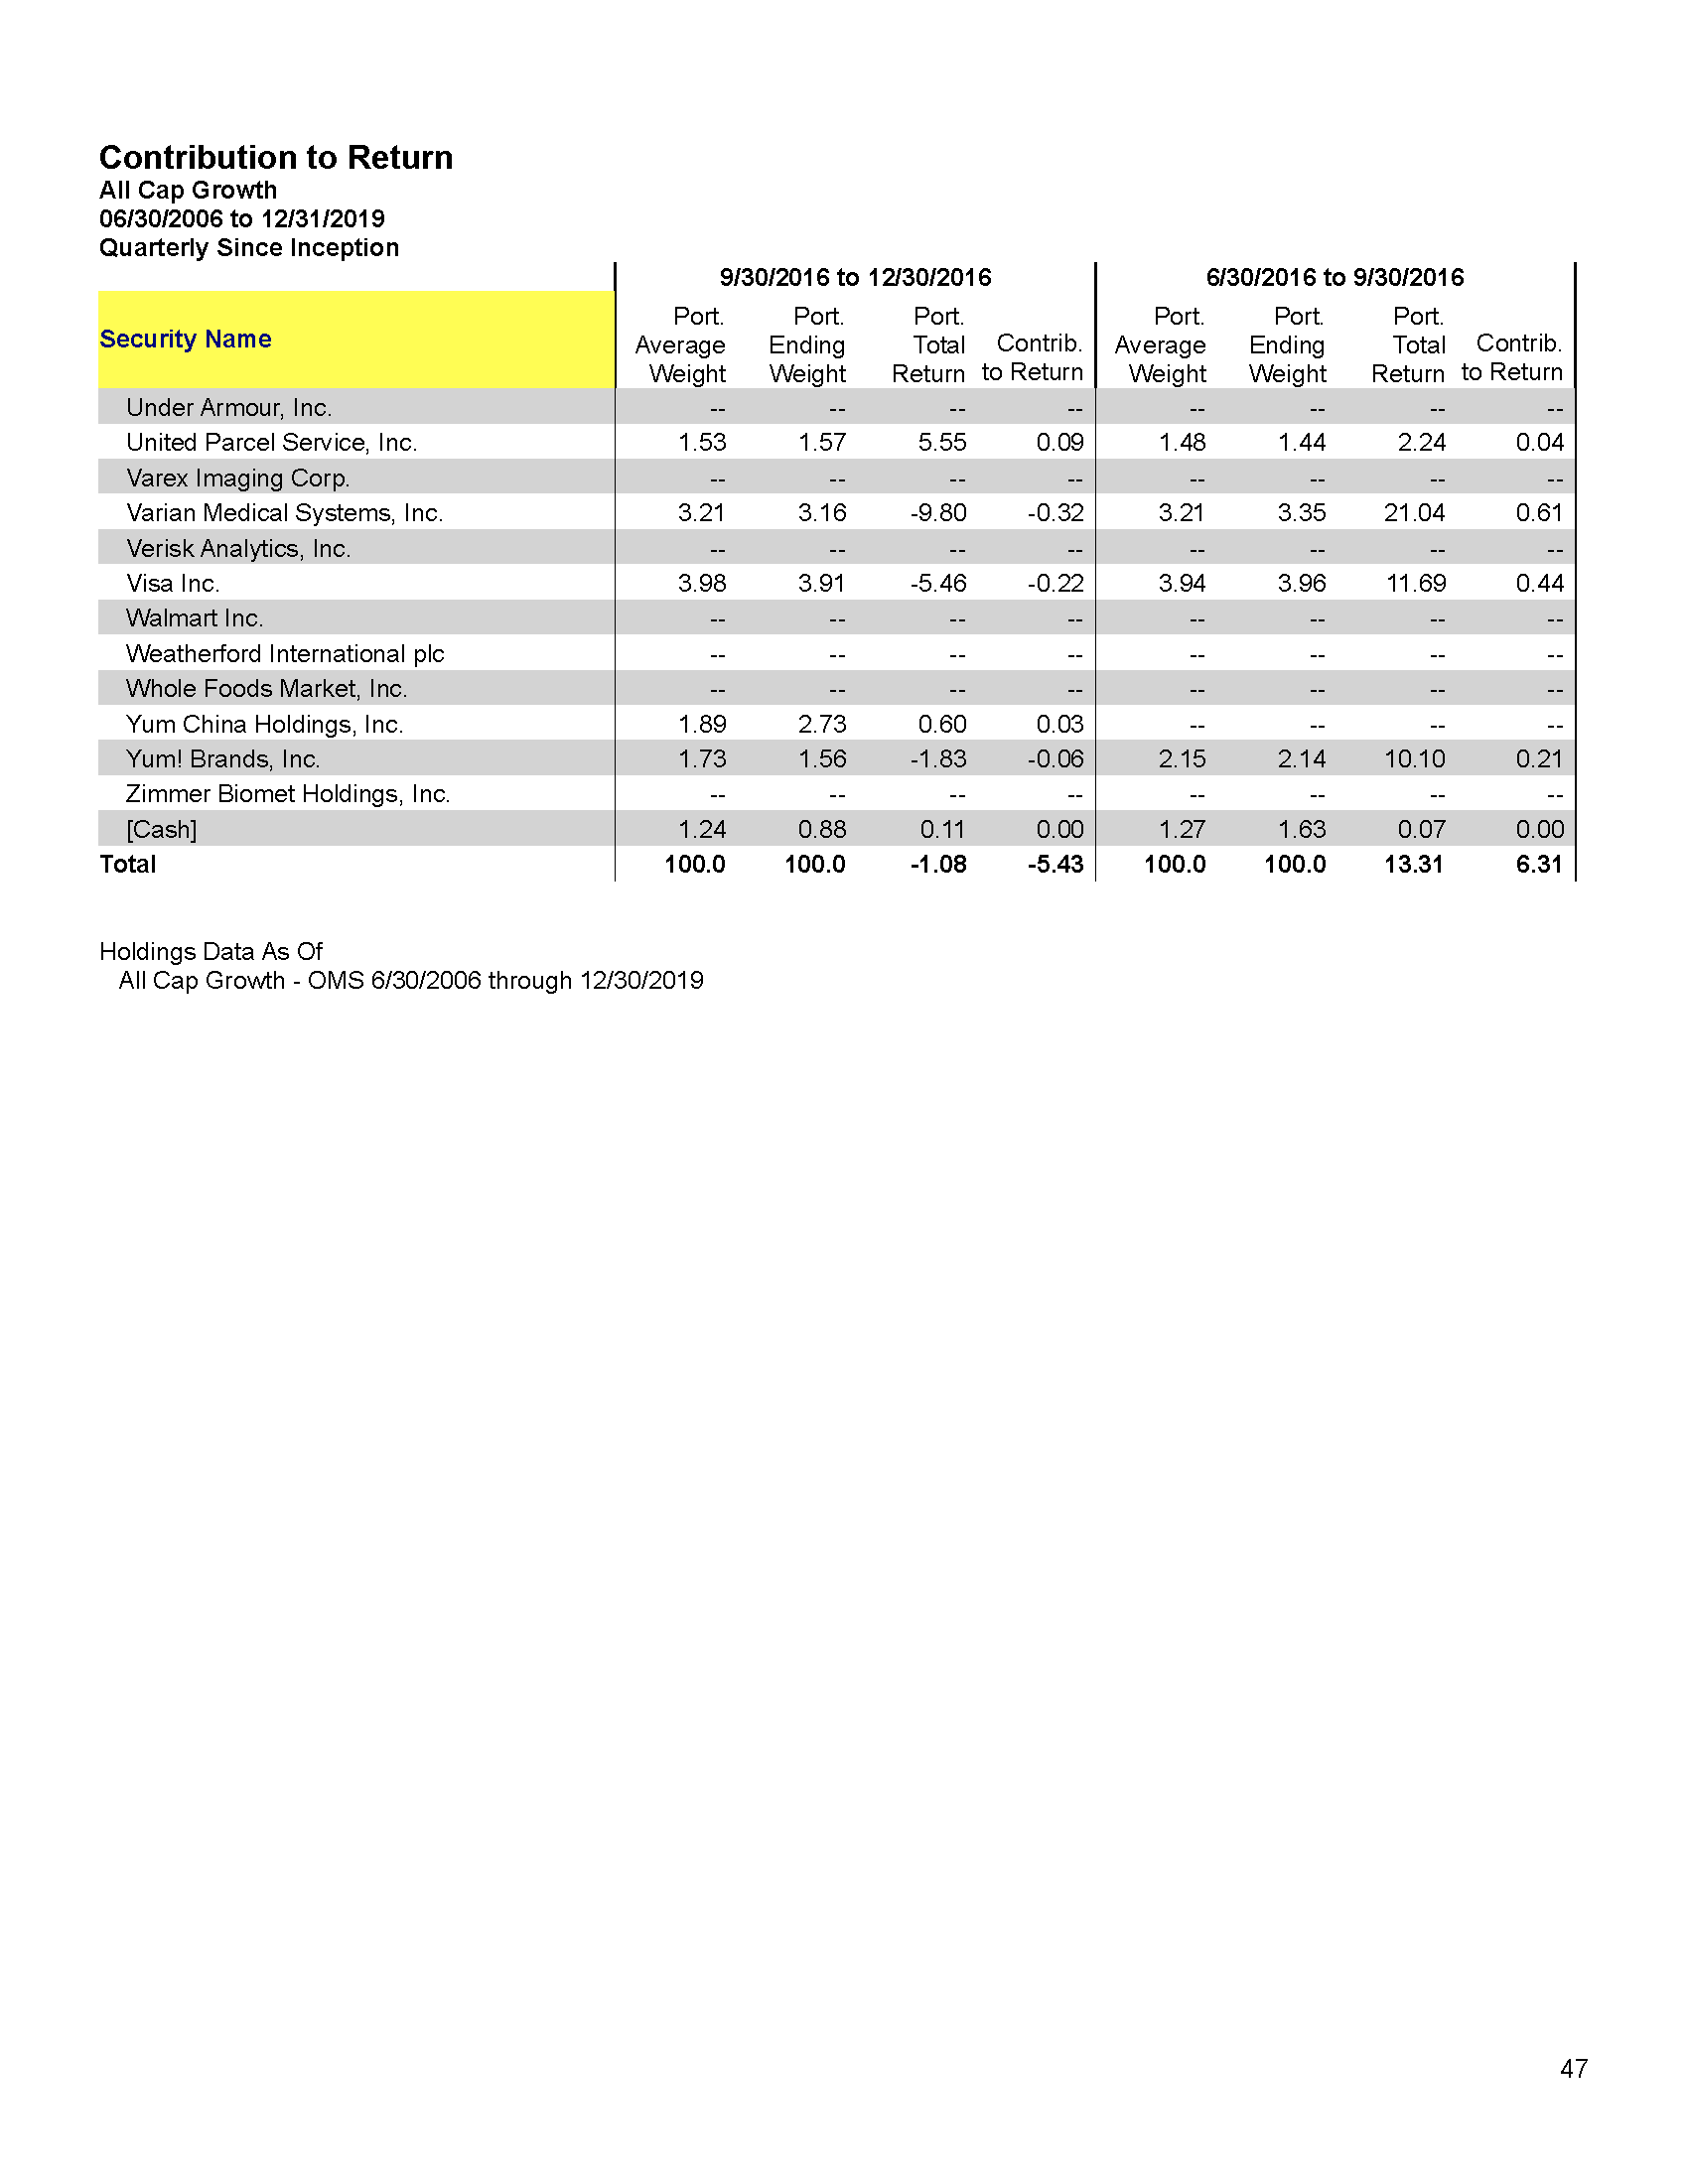 Contribution to Return
All Cap Growth
06/30/2006 to 12/31/2019
Quarterly Since Inception
9/30/2016 to 12/30/2016 6/30/2016 to 9/30/2016
Security Name Port. Average Weight Port. Ending Weight Port. Total Return Contrib. to Return Port. Average Weight Port. Ending Weight Port. Total Return Contrib. to Return
Under Armour, Inc. -- -- -- -- -- -- -- --
United Parcel Service, Inc. 1.53 1.57 5.55 0.09 1.48 1.44 2.24 0.04
Varex Imaging Corp. -- -- -- -- -- -- -- --
Varian Medical Systems, Inc. 3.21 3.16 -9.80 -0.32 3.21 3.35 21.04 0.61
Verisk Analytics, Inc. -- -- -- -- -- -- -- --
Visa Inc. 3.98 3.91 -5.46 -0.22 3.94 3.96 11.69 0.44
Walmart Inc. -- -- -- -- -- -- -- --
Weatherford International plc -- -- -- -- -- -- -- --
Whole Foods Market, Inc. -- -- -- -- -- -- -- --
Yum China Holdings, Inc. 1.89 2.73 0.60 0.03 -- -- -- --
Yum! Brands, Inc. 1.73 1.56 -1.83 -0.06 2.15 2.14 10.10 0.21
Zimmer Biomet Holdings, Inc. -- -- -- -- -- -- -- --
[Cash] 1.24 0.88 0.11 0.00 1.27 1.63 0.07 0.00
Total 100.0 100.0 -1.08 -5.43 100.0 100.0 13.31 6.31
Holdings Data As Of
All Cap Growth - OMS 6/30/2006 through 12/30/2019
47